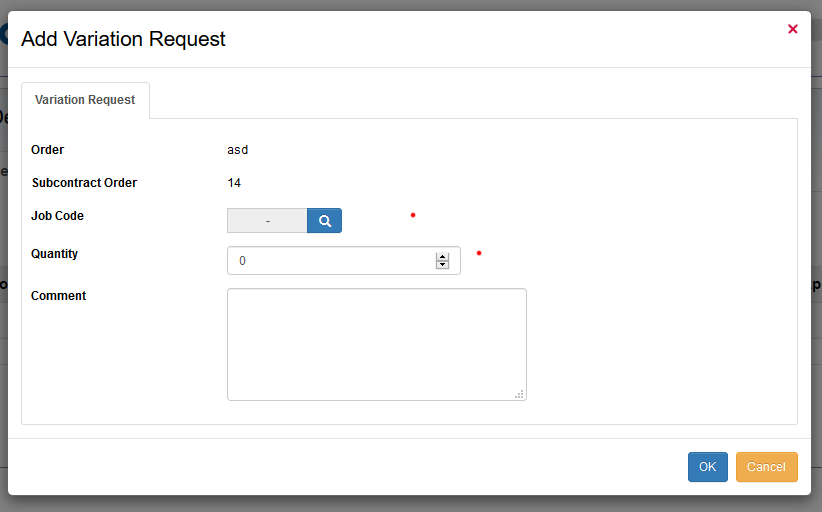 Add Variation Request
Variation Request
Order asd
Subcontract Order 14
Job Code -
Quantity 0
Comment
OK Cancel